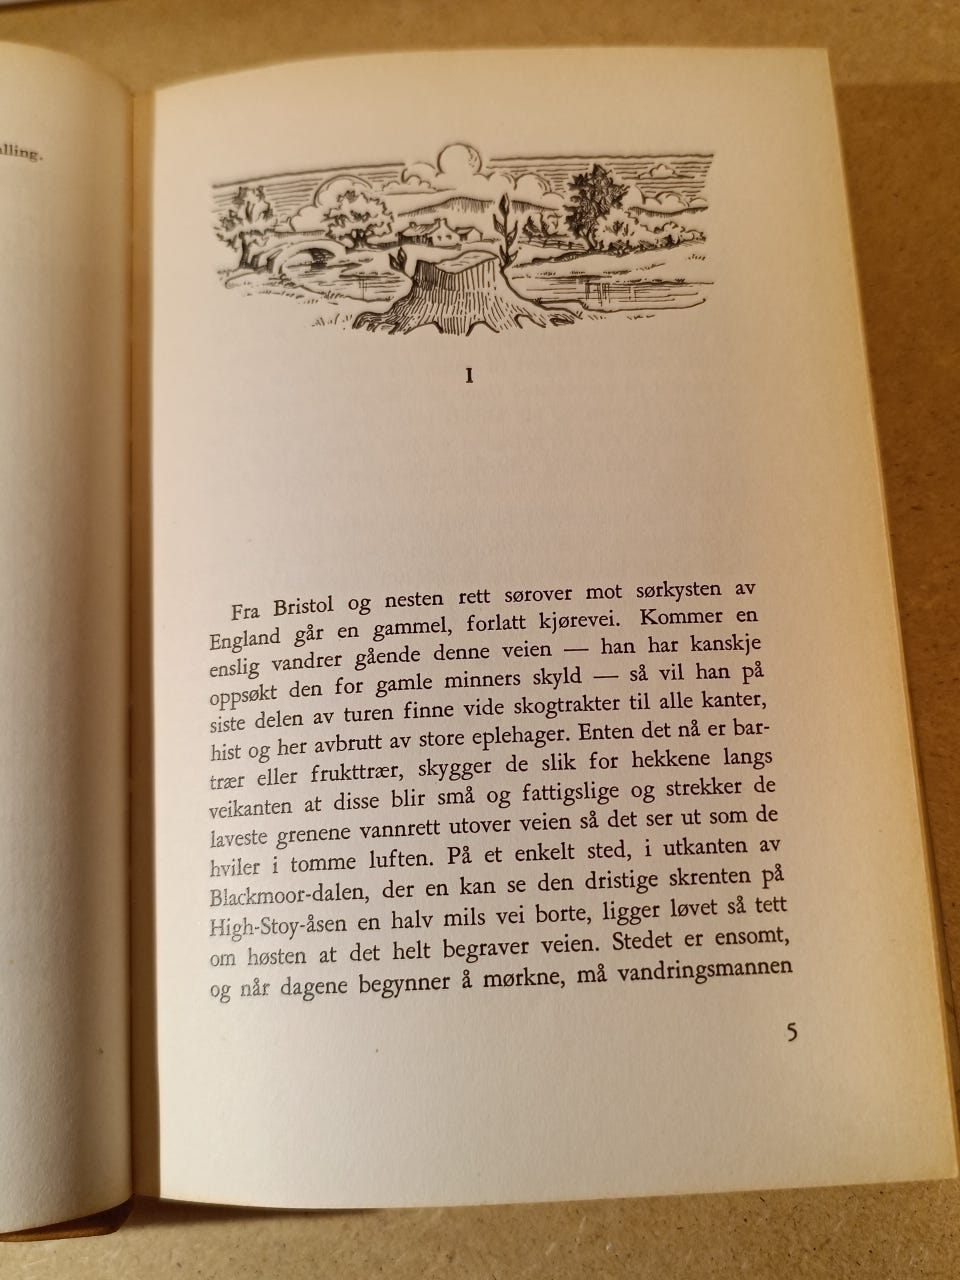 lling.
I
Fra Bristol og nesten rett sørover mot sørkysten av
England går en gammel, forlatt kjørevei. Kommer en
enslig vandrer gående denne veien — han har kanskje
oppsøkt den for gamle minners skyld — så vil han på
siste delen av turen finne vide skogtrakter til alle kanter,
hist og her avbrutt av store eplehager. Enten det nå er bar-
trær eller frukttrær, skygger de slik for hekkene langs
veikanten at disse blir små og fattigslige og strekker de
laveste grenene vannrett utover veien så det ser ut som de
hviler i tomme luften. På et enkelt sted, i utkanten av
Blackmoor-dalen, der en kan se den dristige skrenten på
High-Stoy-åsen en halv mils vei borte, ligger løvet så tett
om høsten at det helt begraver veien. Stedet er ensomt,
og når dagene begynner å mørkne, må vandringsmannen
5